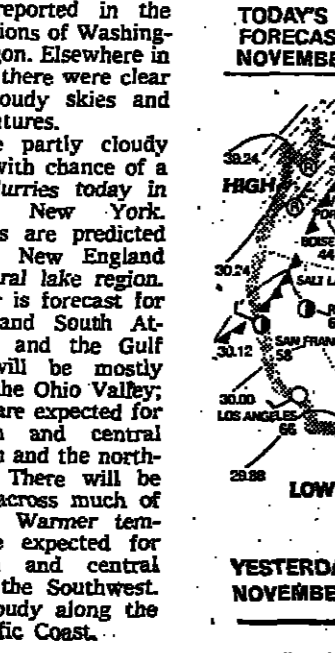 reported in the
ions of Washing-
gon. Elsewhere in
there were clear
oudy skies and
tures.
partly cloudy
with chance of a
urries today in
New York.
s are predicted
New England
ral lake region.
r is forecast for
and South At-
and the Gulf
will be mostly
he Ohio Valley;
are expected for
and central
n and the north-
There will be
across much of
Warmer tem-
e expected for
and central
the Southwest.
oudy along the
fic Coast.
TODAY'S
FORECAS
NOVEMBE
30.24
HIGH
BOISE
44
30.24
SALT L
30.12
SAN FRAN
58
30.00
LOS ANGELES
66
29.88
LOW
YESTERDA
NOVEMBE